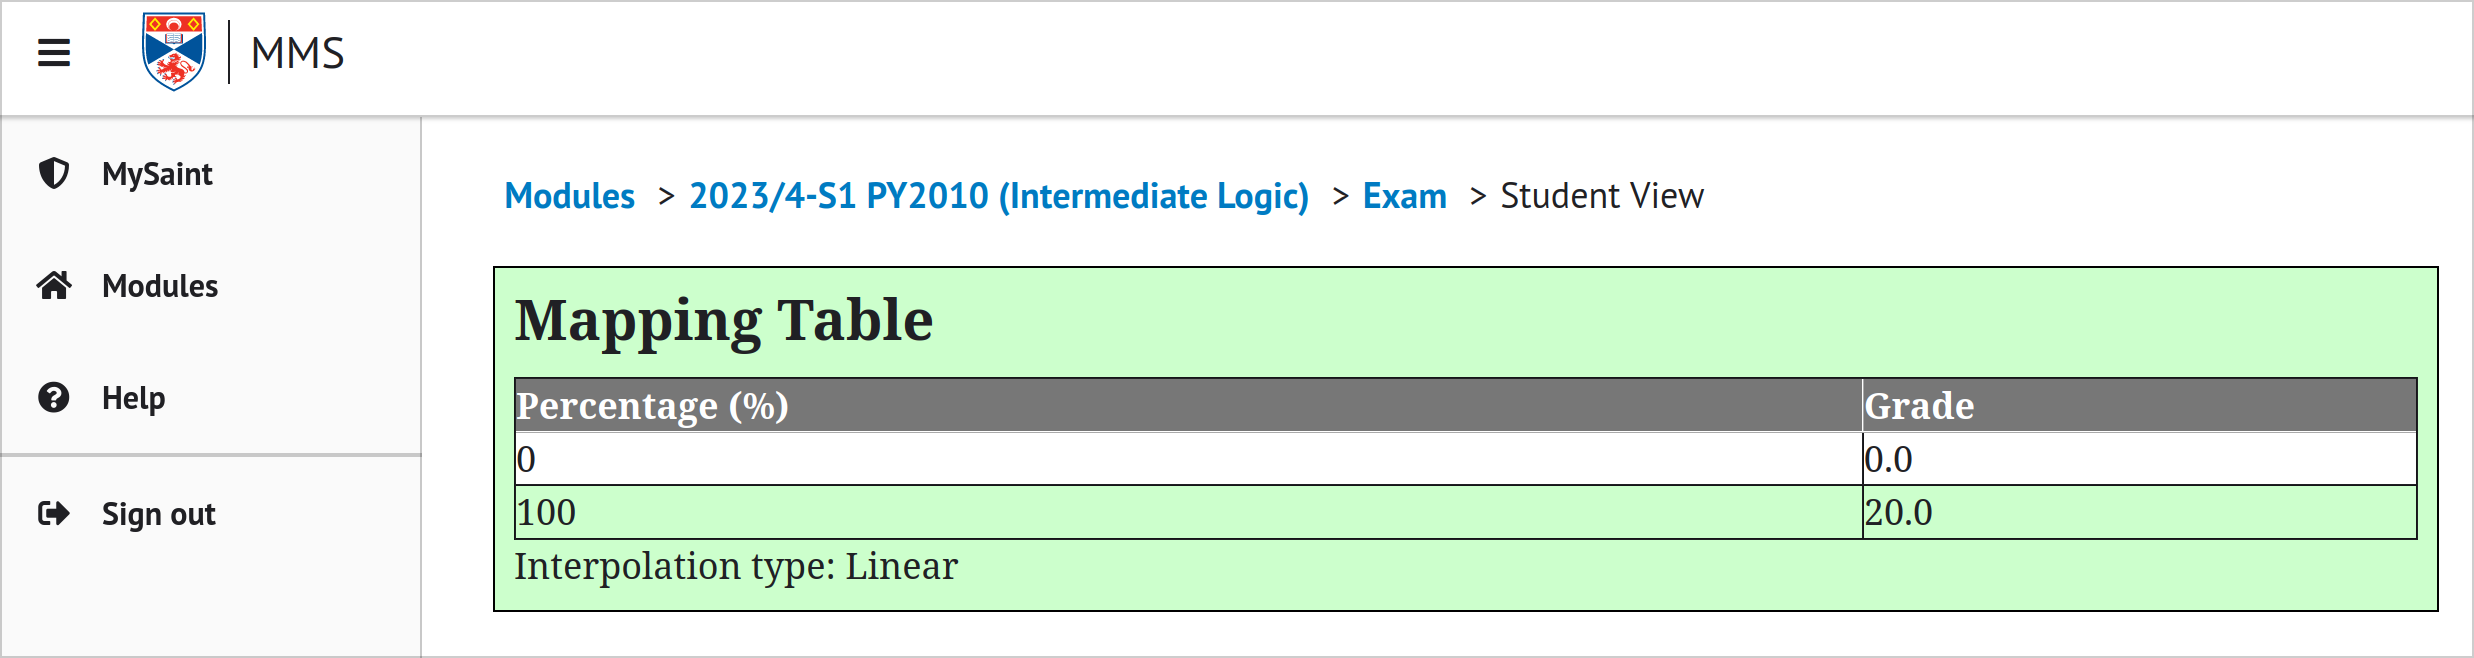 MMS
MySaint
Modules
Help
Sign out
Modules > 2023/4-S1 PY2010 (Intermediate Logic) > Exam > Student View
Mapping Table
Percentage (%) Grade
0 0.0
100 20.0
Interpolation type: Linear